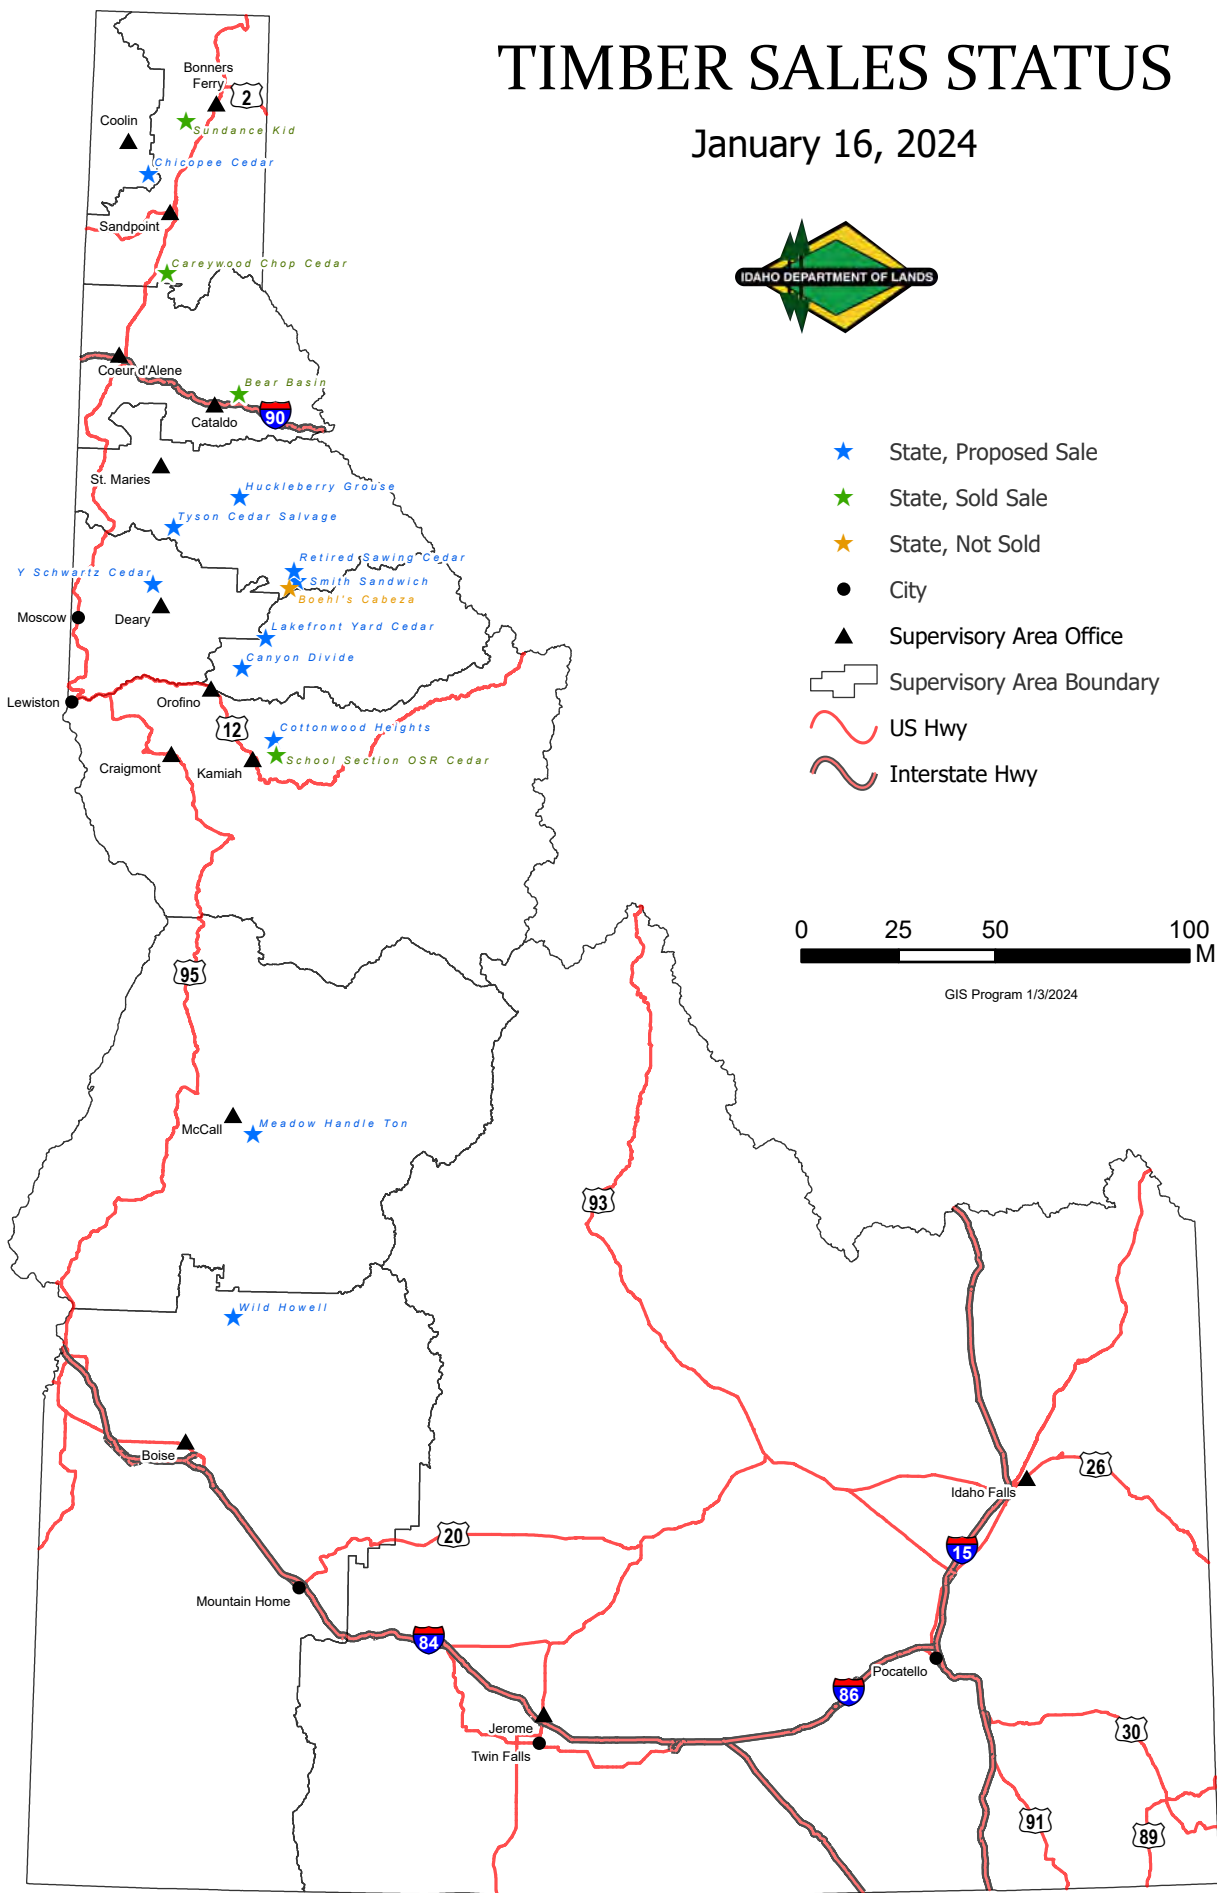 TIMBER SALES STATUS
January 16, 2024
IDAHO DEPARTMENT OF LANDS
Bonners
Ferry
2
Coolin
Sundance Kid
Chicopee Cedar
Sandpoint
Careywood Chop Cedar
Coeur d'Alene
Bear Basin
90
Cataldo
St. Maries
Huckleberry Grouse
Tyson Cedar Salvage
Retired Sawing Cedar
Y Schwartz Cedar
Smith Sandwich
Boehl's Cabeza
Moscow
Deary
Lakefront Yard Cedar
Canyon Divide
Lewiston
Orofino
12
Cottonwood Heights
School Section OSR Cedar
Craigmont
Kamiah
State, Proposed Sale
State, Sold Sale
State, Not Sold
City
Supervisory Area Office
Supervisory Area Boundary
US Hwy
Interstate Hwy
0 25 50 100
M
GIS Program 1/3/2024
95
McCall
Meadow Handle Ton
93
Wild Howell
Boise
26
Idaho Falls
20
15
Mountain Home
84
Pocatello
86
Jerome
Twin Falls
30
91
89